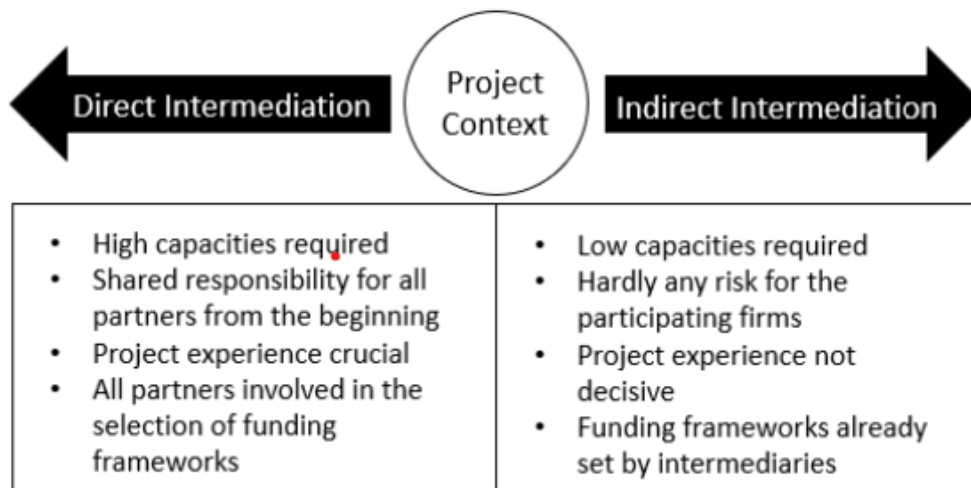 Direct Intermediation
Project
Context
Indirect Intermediation
• High capacities required
• Shared responsibility for all
partners from the beginning
• Project experience crucial
• All partners involved in the
selection of funding
frameworks
• Low capacities required
• Hardly any risk for the
participating firms
• Project experience not
decisive
• Funding frameworks already
set by intermediaries